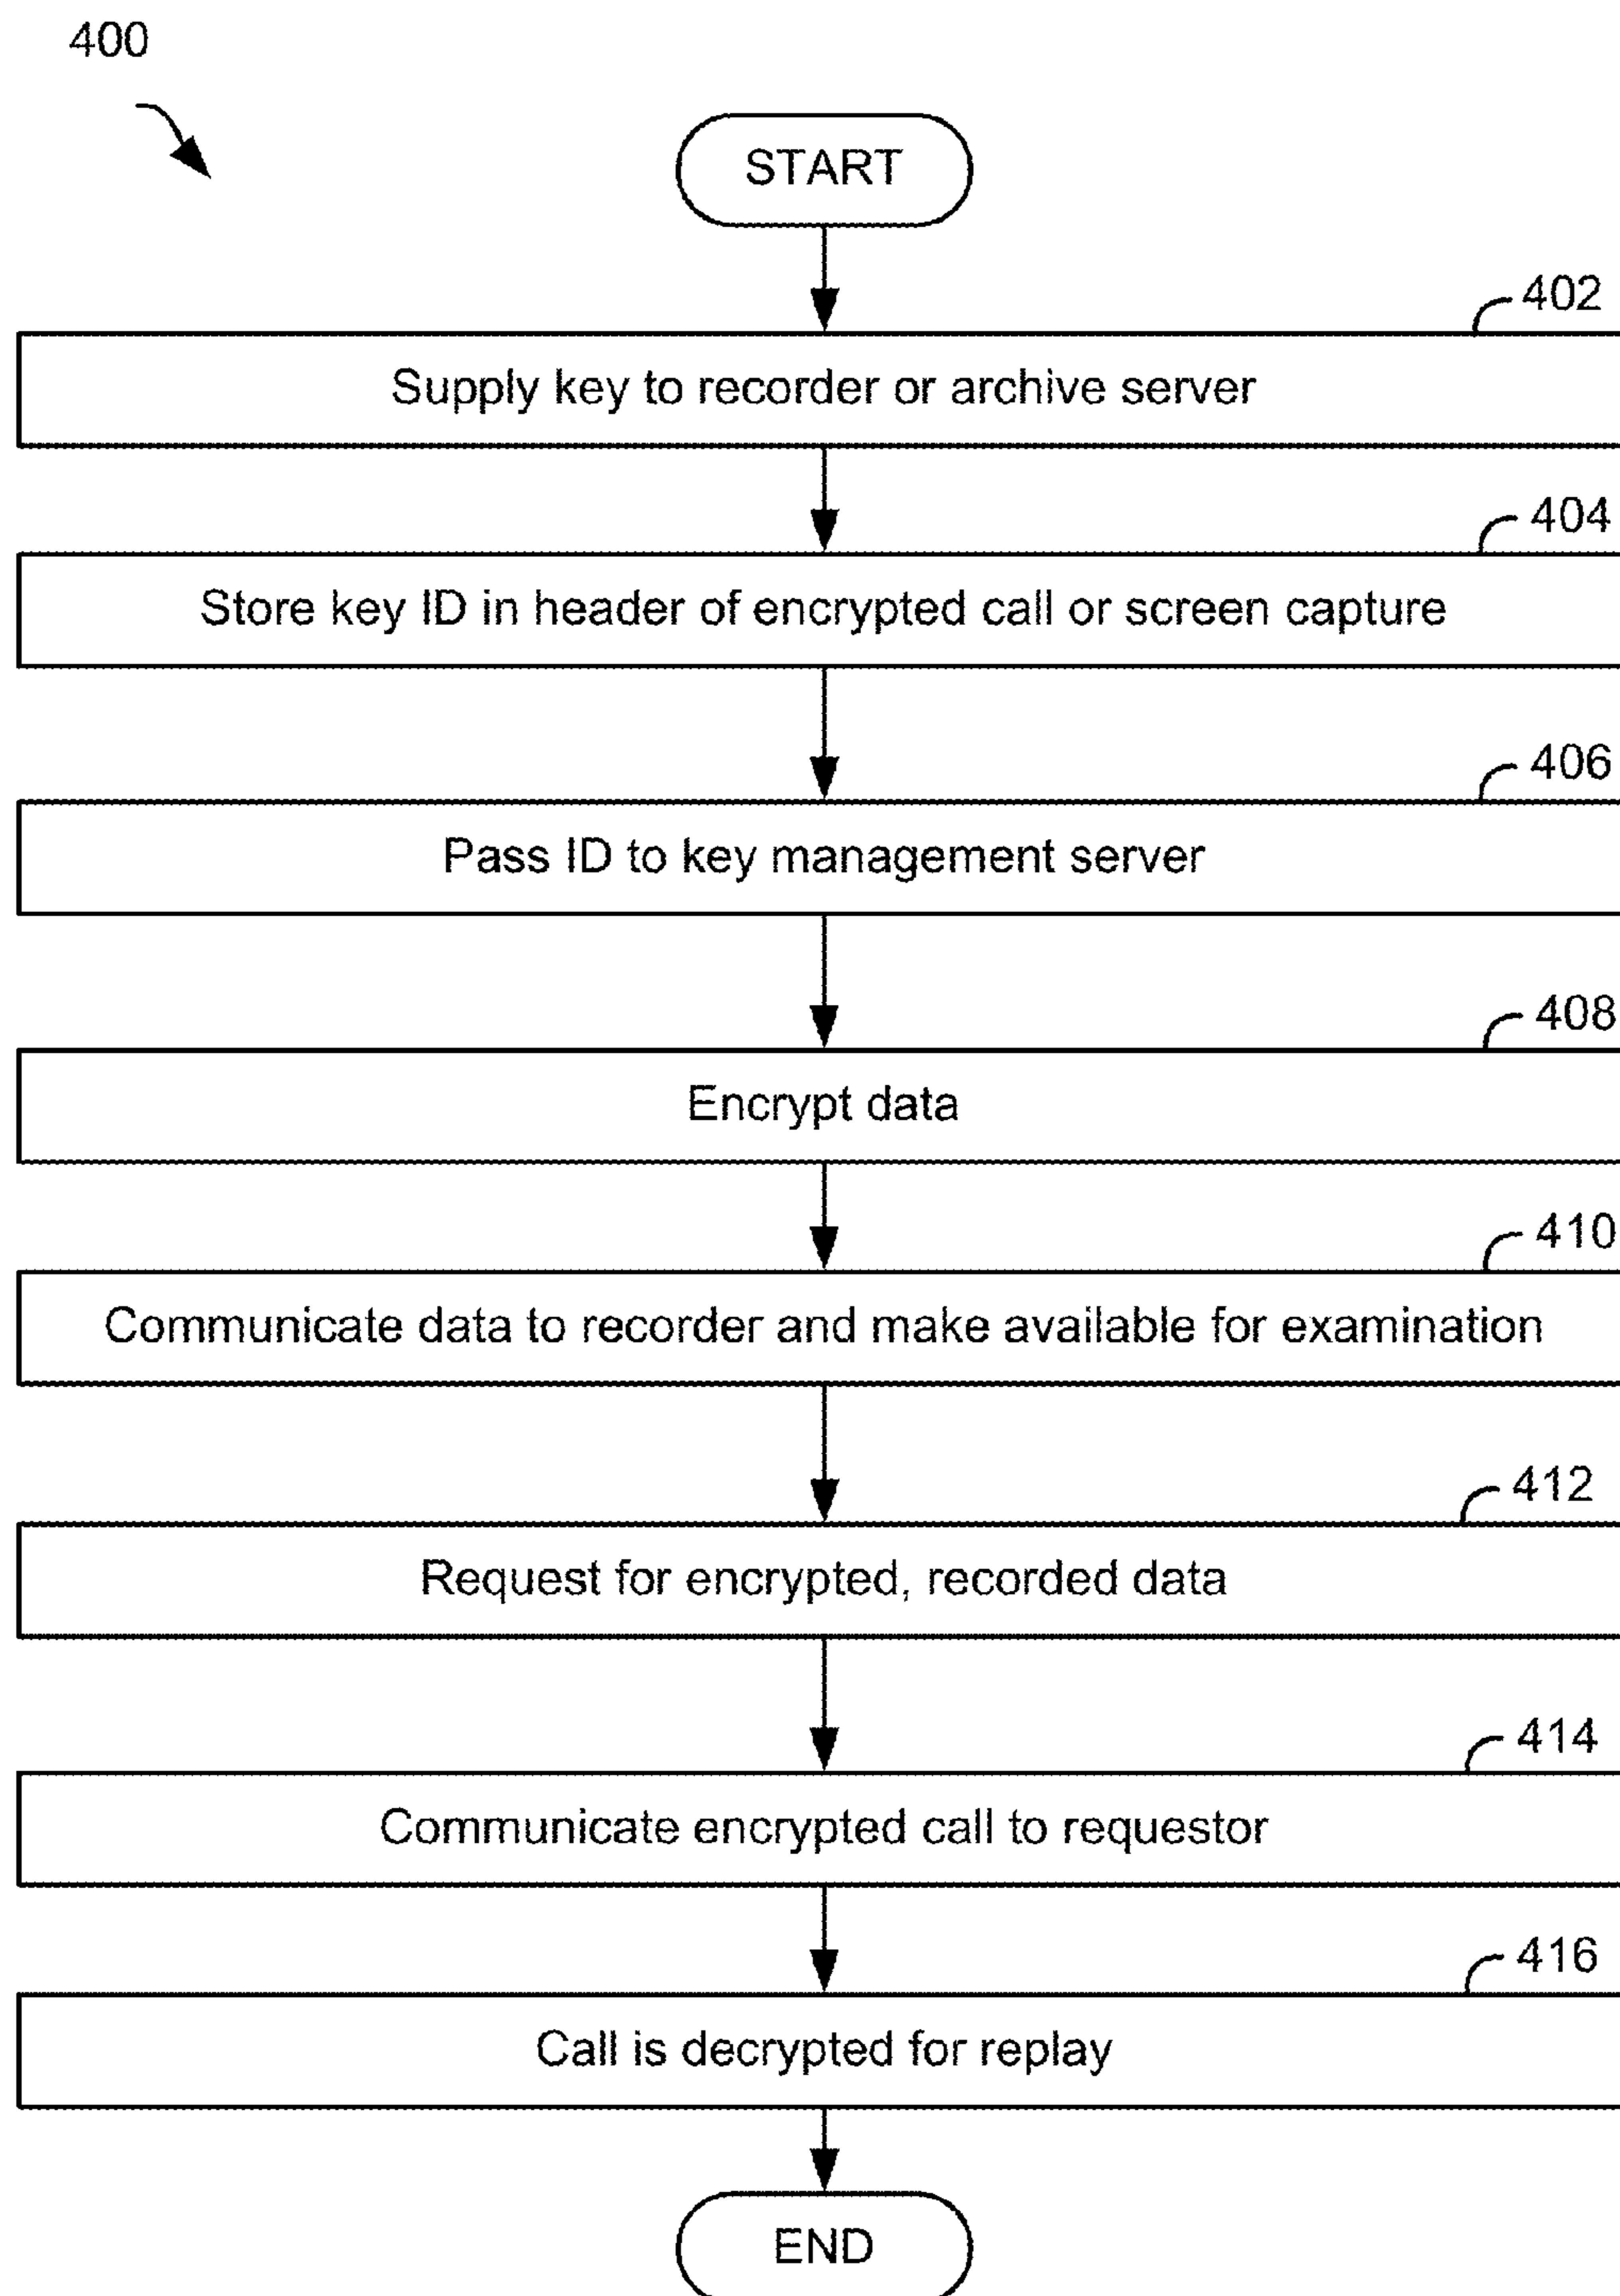 400
START
402
Supply key to recorder or archive server
404
Store key ID in header of encrypted call or screen capture
406
Pass ID to key management server
408
Encrypt data
410
Communicate data to recorder and make available for examination
412
Request for encrypted, recorded data
414
Communicate encrypted call to requestor
416
Call is decrypted for replay
END